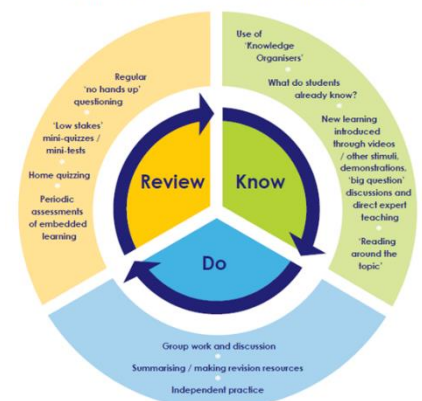 Regular
'no hands up'
questioning
'Low stakes'
mini-quizzes /
mini-tests
Home quizzing
Periodic
assessments
of embedded
learning
Review
Know
Do
Use of
'Knowledge
Organisers'
What do students
already know?
New learning
introduced
through videos
/ other stimuli,
demonstrations,
'big question'
discussions and
direct expert
teaching
'Reading
around the
topic'
Group work and discussion
Summarising / making revision resources
Independent practice